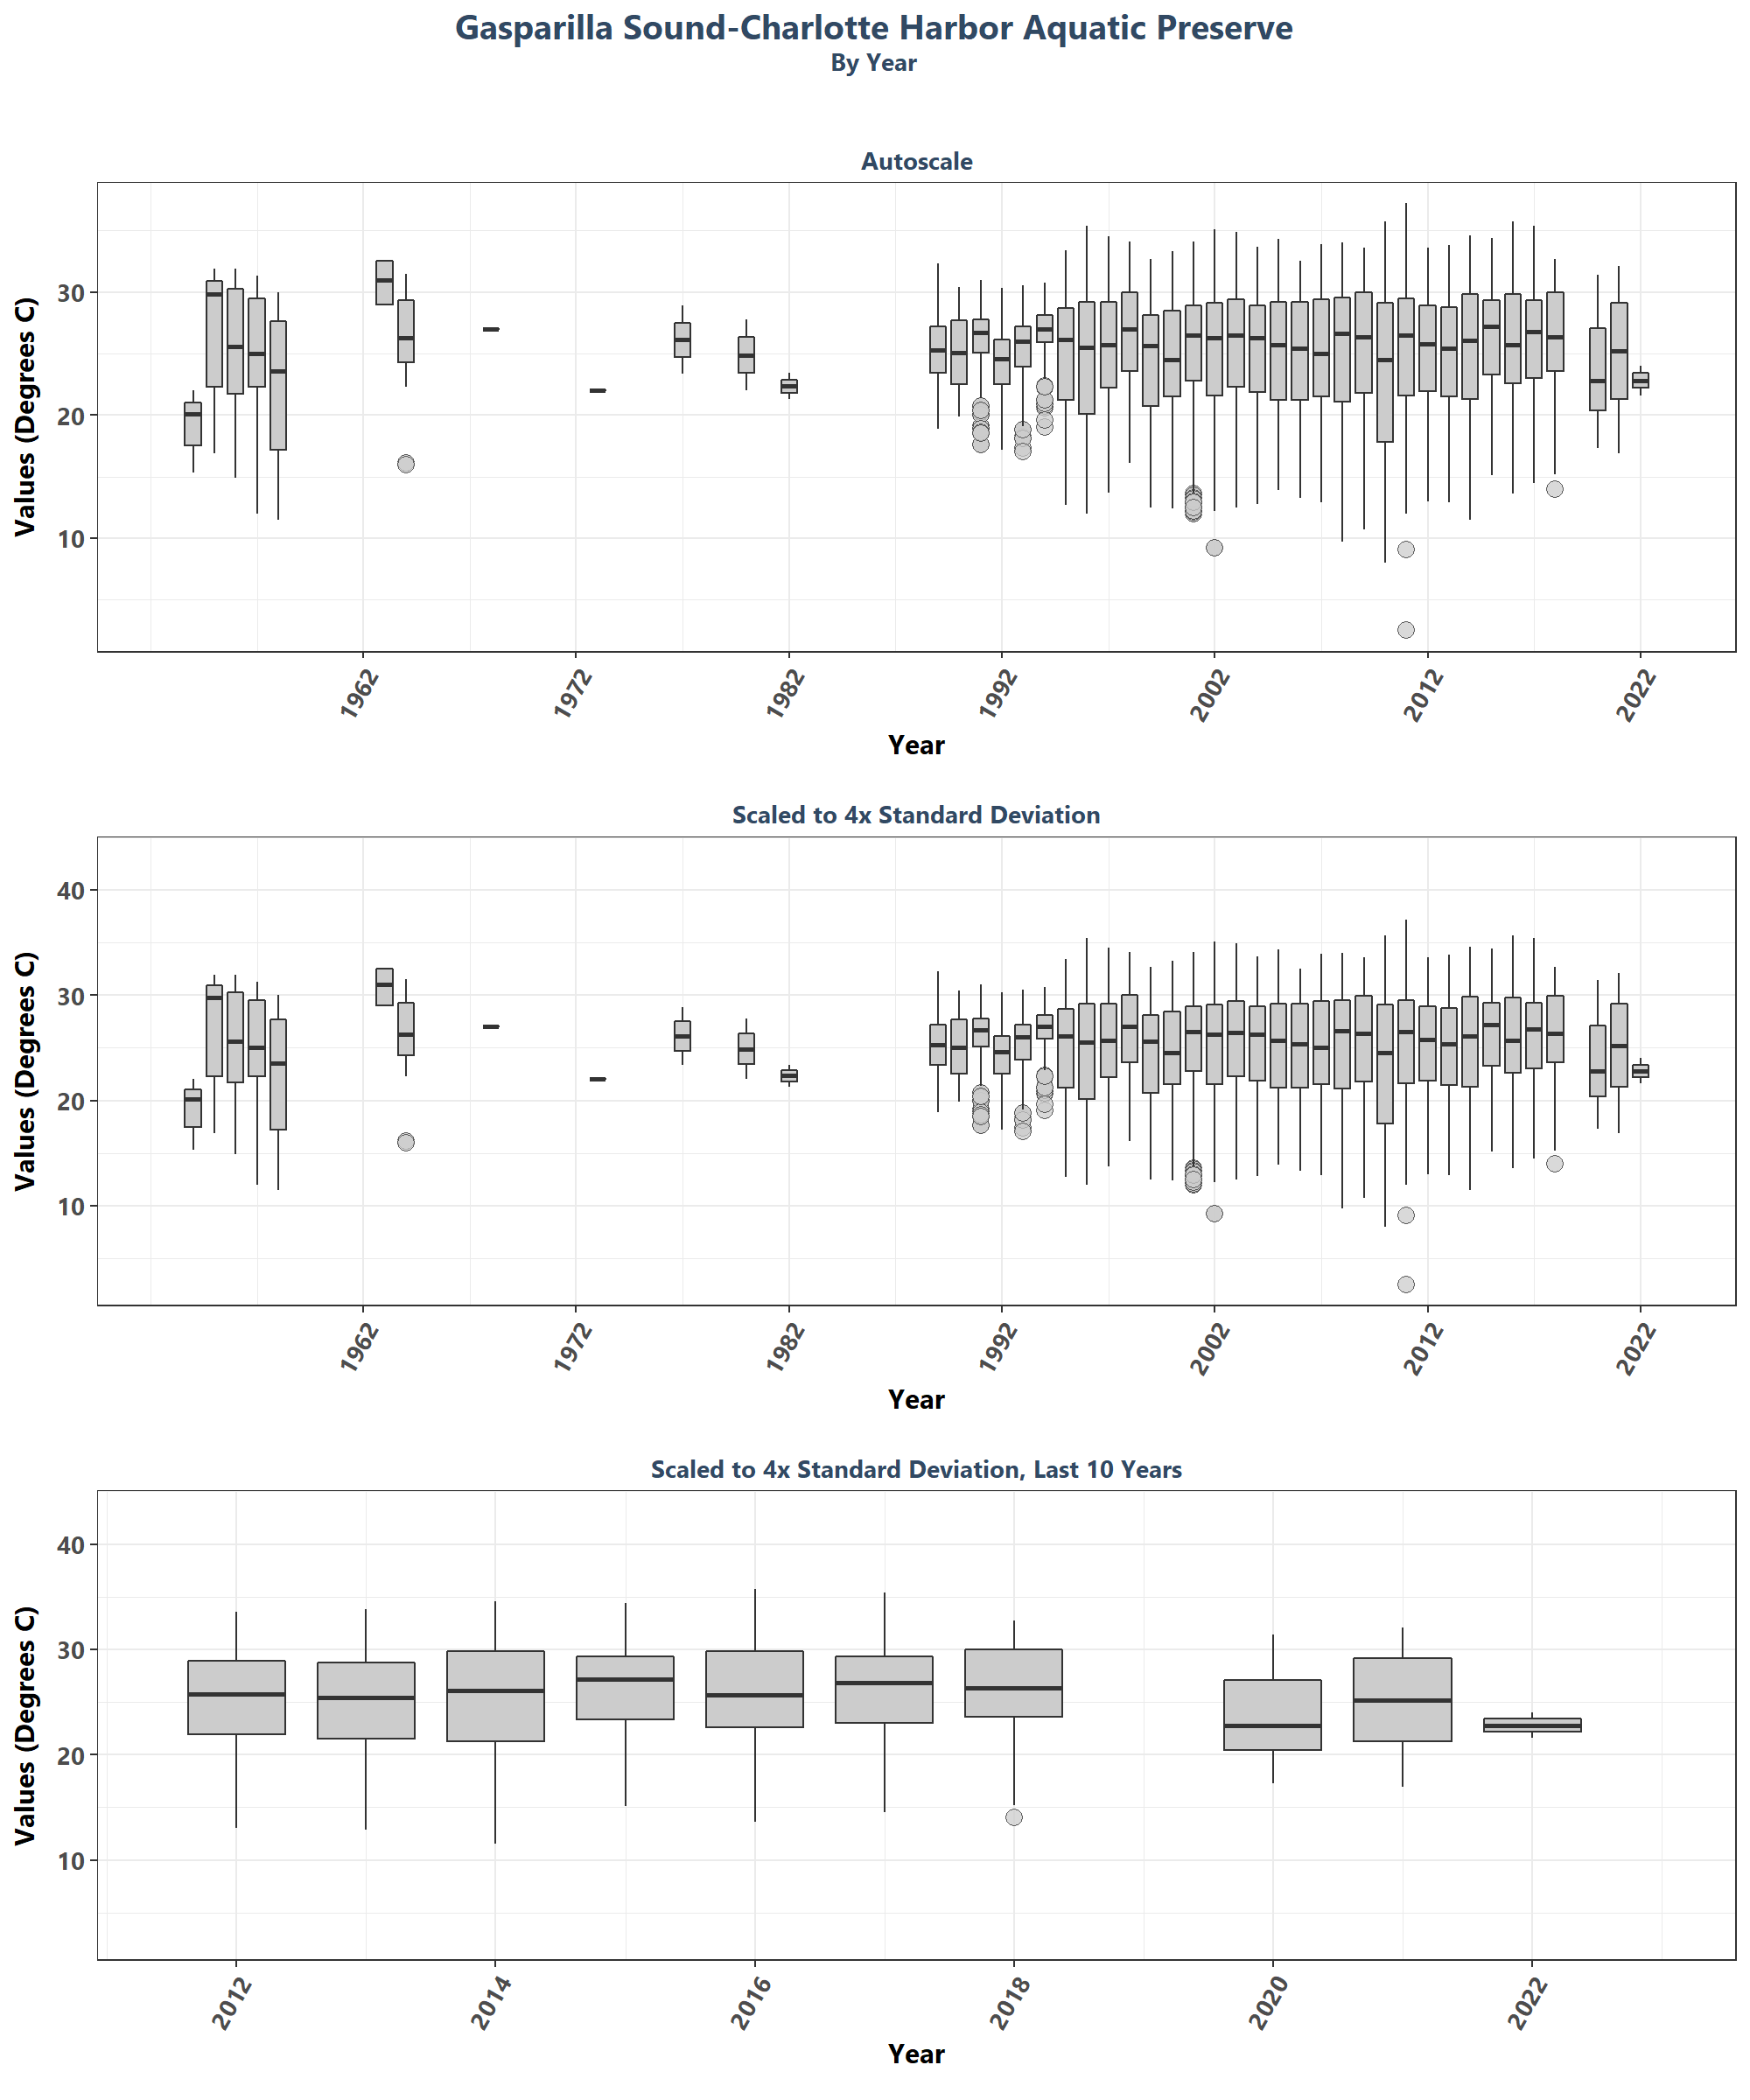 Gasparilla Sound-Charlotte Harbor Aquatic Preserve
By Year
Autoscale
Values (Degrees C)
30
20
10
1962 1972 1982 1992 2002 2012 2022
Year
Scaled to 4x Standard Deviation
Values (Degrees C)
40
30
20
10
1962 1972 1982 1992 2002 2012 2022
Year
Scaled to 4x Standard Deviation, Last 10 Years
Values (Degrees C)
40
30
20
10
2012 2014 2016 2018 2020 2022
Year